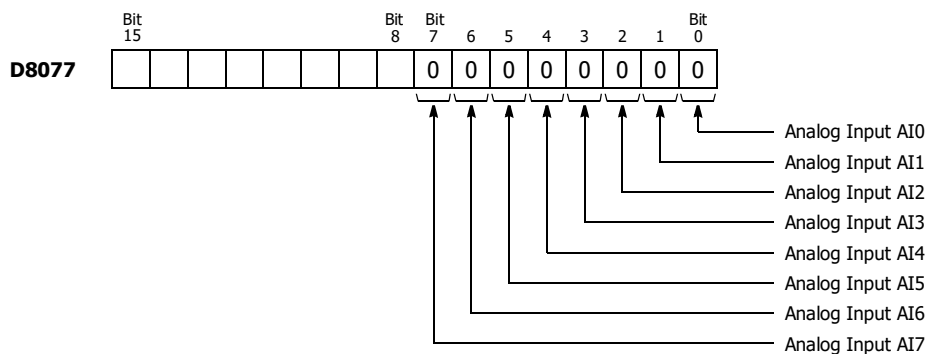 Bit Bit Bit Bit
15 8 7 6 5 4 3 2 1 0
D8077 0 0 0 0 0 0 0 0
Analog Input AI0
Analog Input AI1
Analog Input AI2
Analog Input AI3
Analog Input AI4
Analog Input AI5
Analog Input AI6
Analog Input AI7